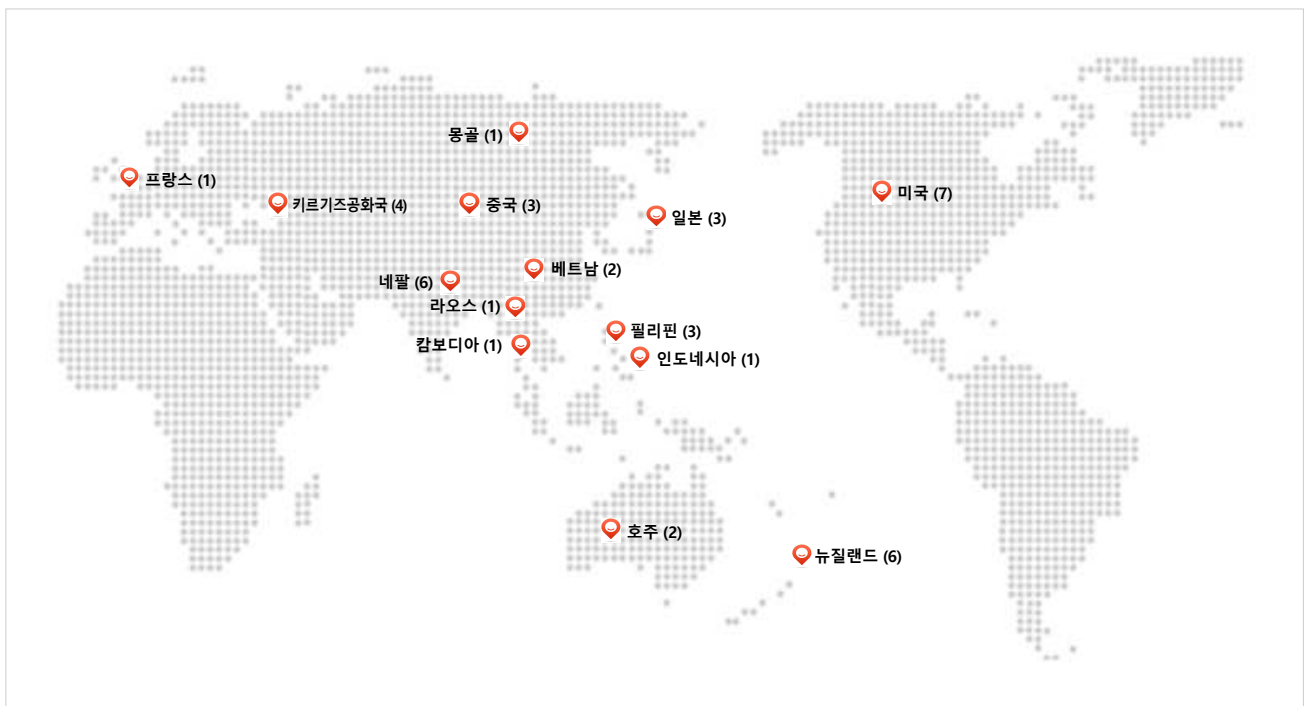 몽골 (1)
프랑스 (1)
키르기즈공화국 (4)
중국 (3)
미국 (7)
일본 (3)
베트남 (2)
네팔 (6)
라오스 (1)
필리핀 (3)
캄보디아 (1)
인도네시아 (1)
호주 (2)
뉴질랜드 (6)